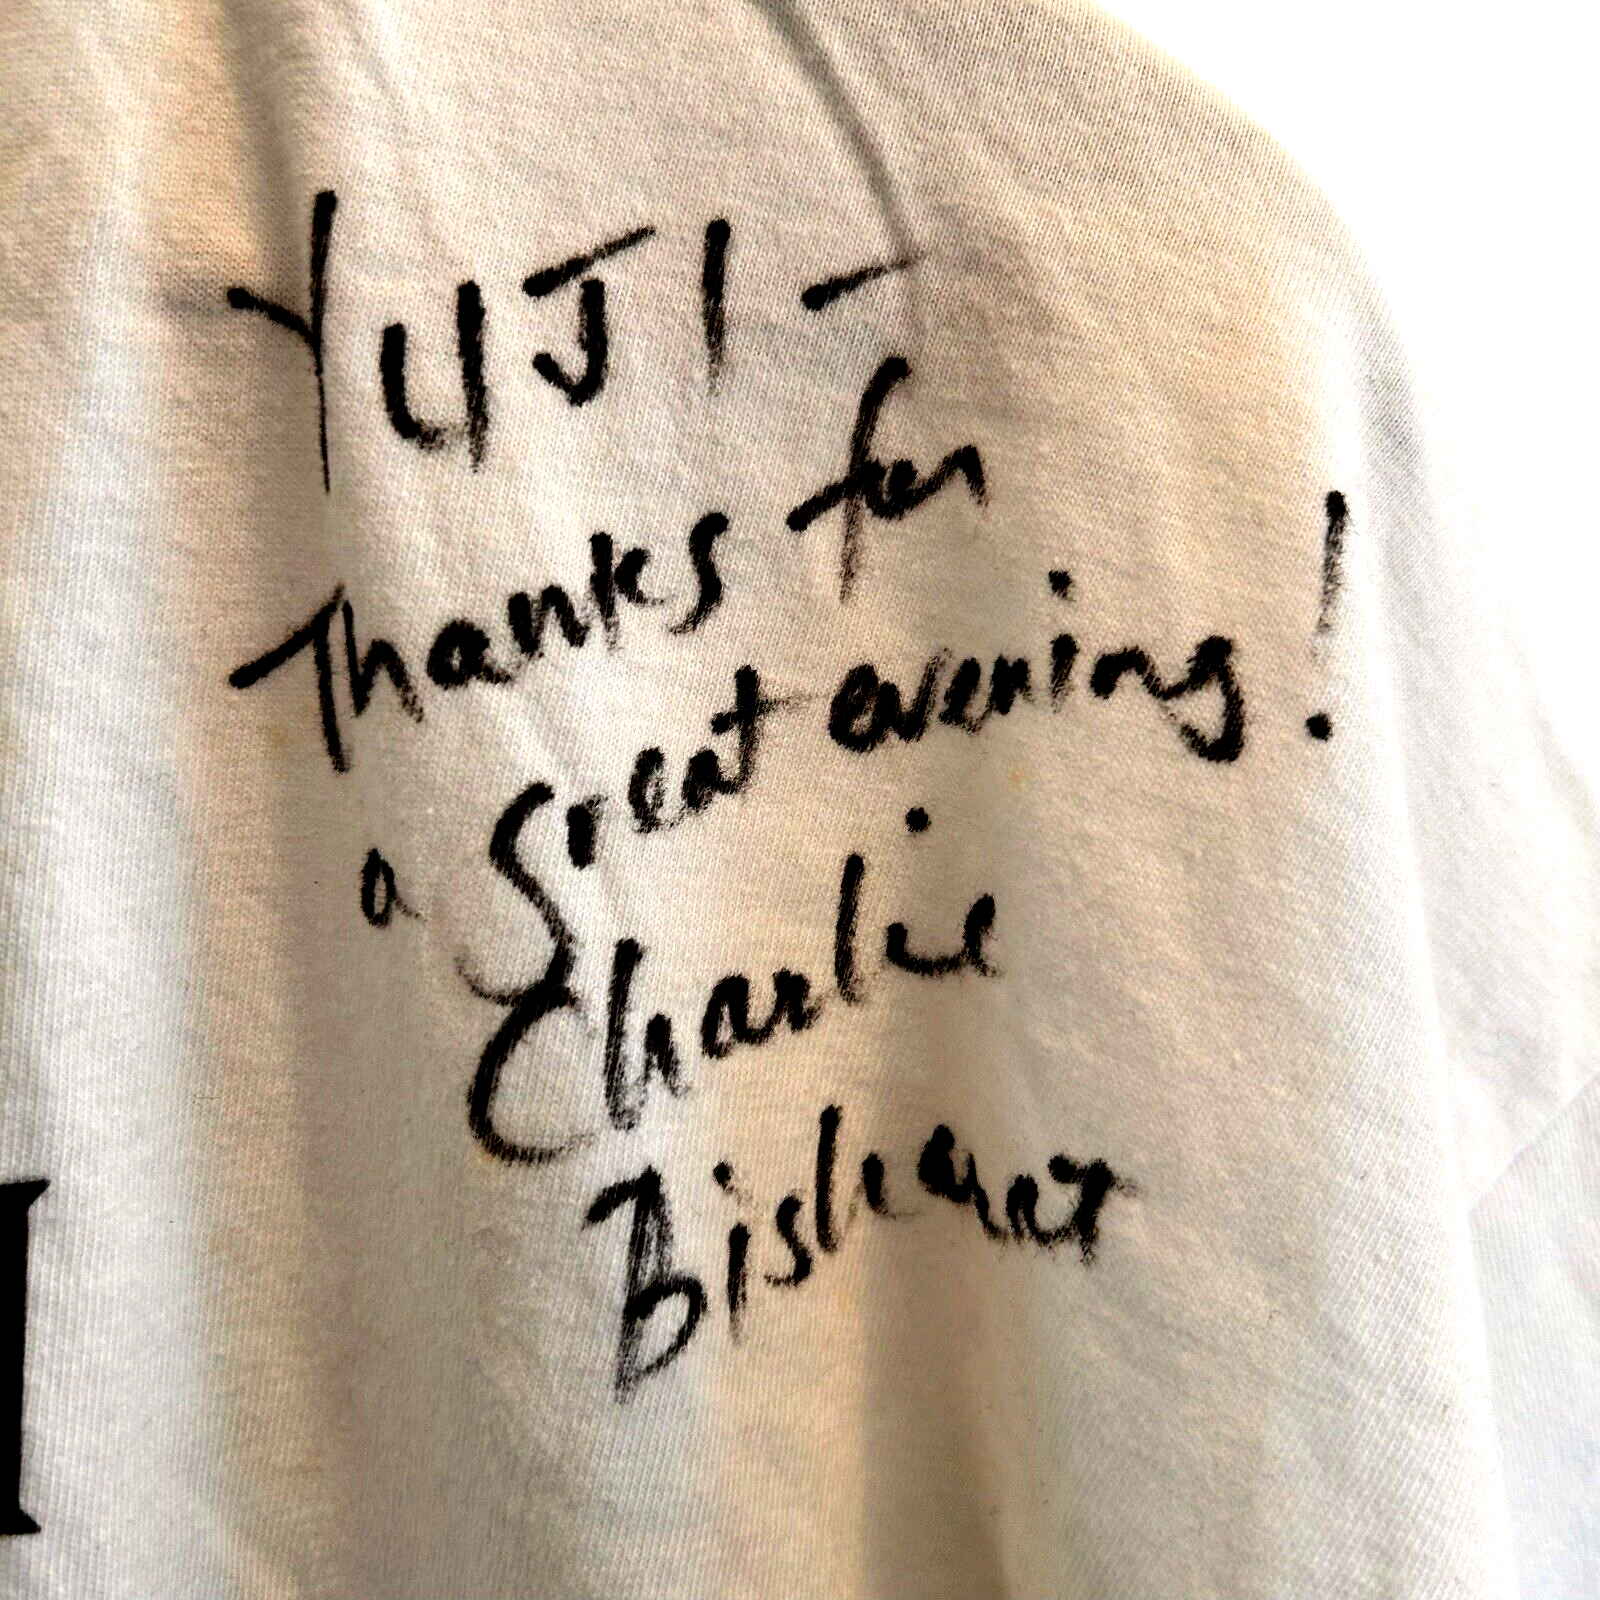 YUJI -
Thanks for
a great evening!
Charlie
Bisharat
I